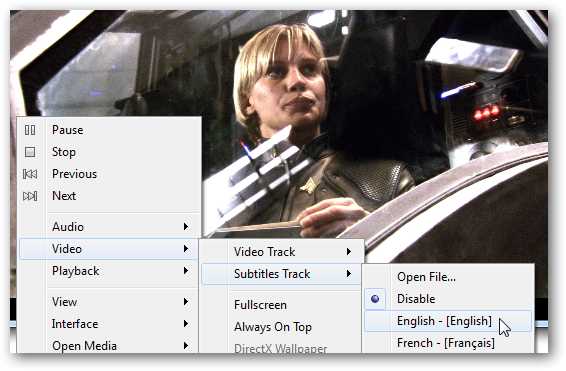 Pause
Stop
Previous
Next
Audio
Video
Playback
View
Interface
Open Media
Video Track
Subtitles Track
Fullscreen
Always On Top
DirectX Wallpaper
Open File...
Disable
English - [English]
French - [Français]